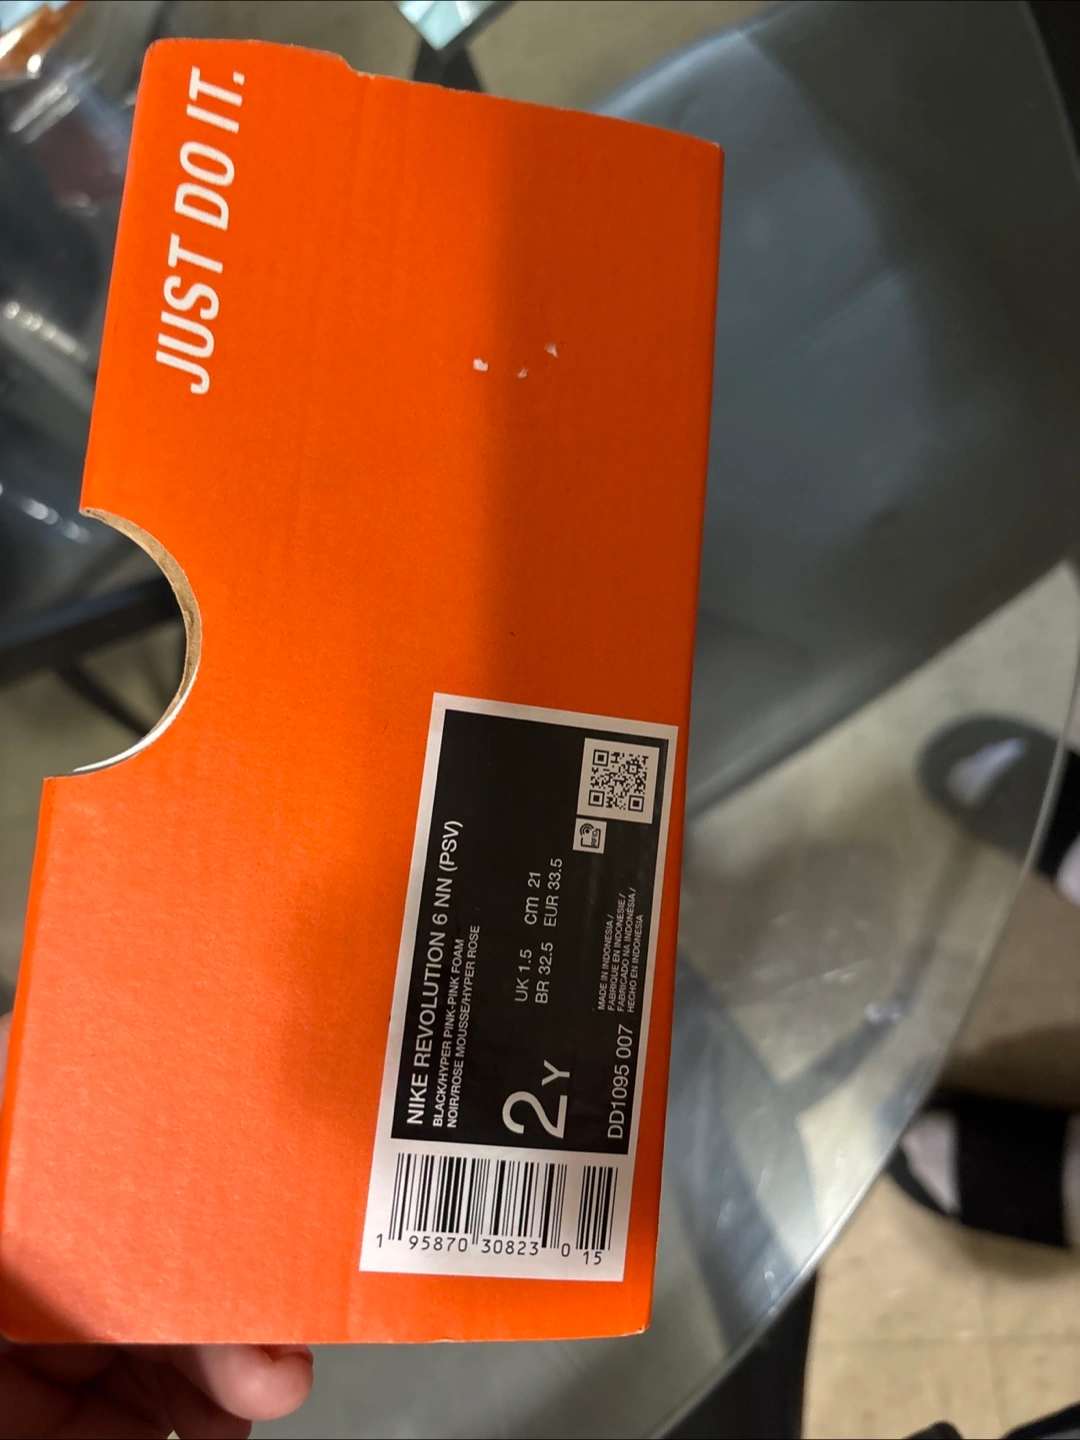 JUST DO IT.
NIKE REVOLUTION 6 NN (PSV)
BLACK/HYPER PINK-PINK FOAM
NOIR/ROSE MOUSSE/HYPER ROSE
2Y
UK 1.5 cm 21
BR 32.5 EUR 33.5
RFID
DD1095 007
MADE IN INDONESIA /
FABRIQUE EN INDONESIE /
FABRICADO NA INDONÉSIA /
HECHO EN INDONESIA
1 95870 30823 0 15